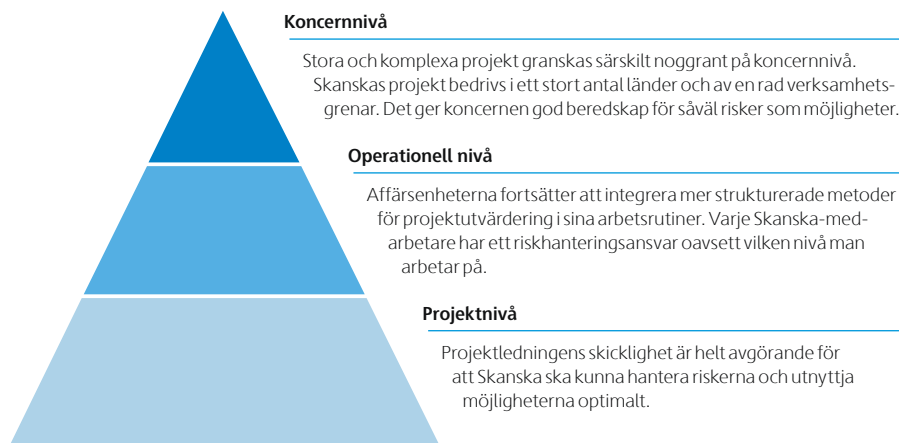 Koncernnivå
Stora och komplexa projekt granskas särskilt noggrant på koncernnivå.
Skanskas projekt bedrivs i ett stort antal länder och av en rad verksamhets-
grenar. Det ger koncernen god beredskap för såväl risker som möjligheter.
Operationell nivå
Affärsenheterna fortsätter att integrera mer strukturerade metoder
för projektutvärdering i sina arbetsrutiner. Varje Skanska-med-
arbetare har ett riskhanteringsansvar oavsett vilken nivå man
arbetar på.
Projektnivå
Projektledningens skicklighet är helt avgörande för
att Skanska ska kunna hantera riskerna och utnyttja
möjligheterna optimalt.